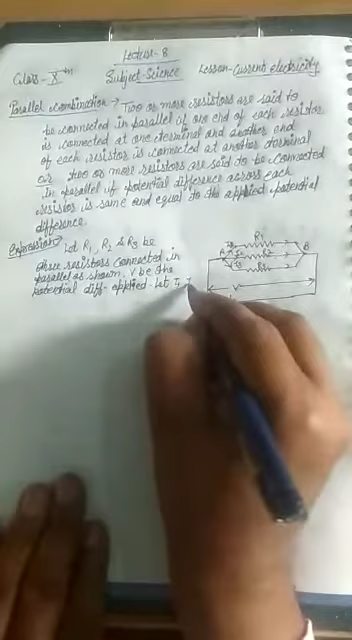 Lecture - 8
Class - Xth Subject - Science Lesson - Current electricity
Parallel combination ? Two or more resistors are said to
be connected in parallel if one end of each resistor
is connected at one terminal and another end
of each resistor is connected at another terminal
or two or more resistors are said to be connected
In parallel if potential difference across each
resistor is same and equal to the applied potential
difference.
Expression ? Let R1, R2 & R3 be
three resistors connected in
parallel as shown. V be the
potential diff. applied. Let I1, I
R1
A
B
R2
R3
V